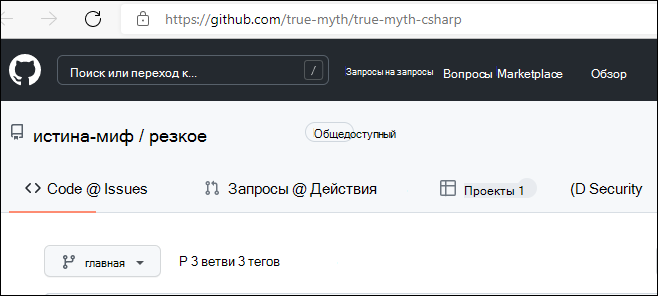 https://github.com/true-myth/true-myth-csharp
Поиск или переход к... / Запросы на запросы Вопросы Marketplace Обзор
истина-миф / резкое Общедоступный
<> Code @ Issues Запросы @ Действия Проекты 1 (D Security
главная P 3 ветви 3 тегов